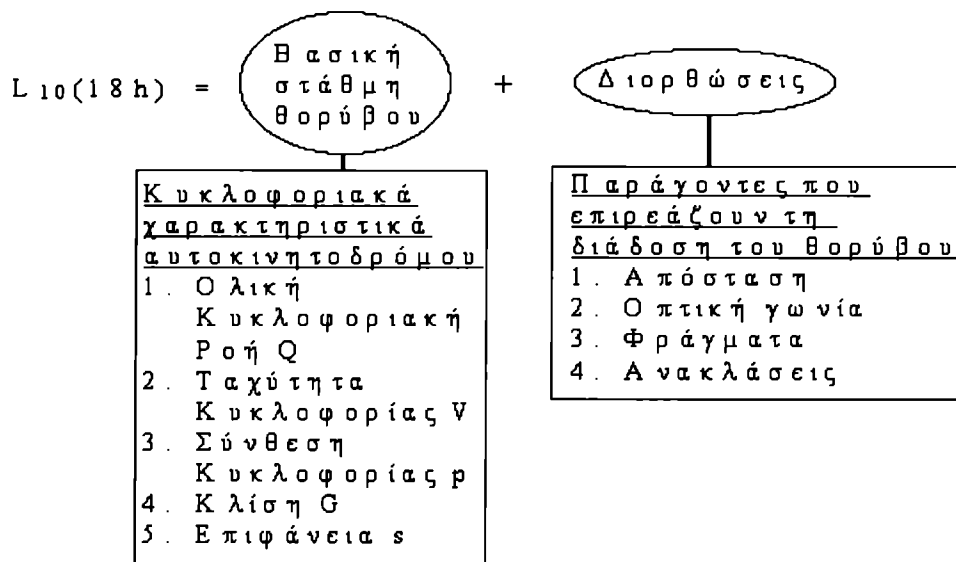 L10(18h) = Βασική στάθμη θορύβου + Διορθώσεις
Κυκλοφοριακά
χαρακτηριστικά
αυτοκινητοδρόμου
1. Ολική
Κυκλοφοριακή
Ροή Q
2. Ταχύτητα
Κυκλοφορίας V
3. Σύνθεση
Κυκλοφορίας p
4. Κλίση G
5. Επιφάνεια s
Παράγοντες που
επιρεάζουν τη
διάδοση του θορύβου
1. Απόσταση
2. Οπτική γωνία
3. Φράγματα
4. Ανακλάσεις